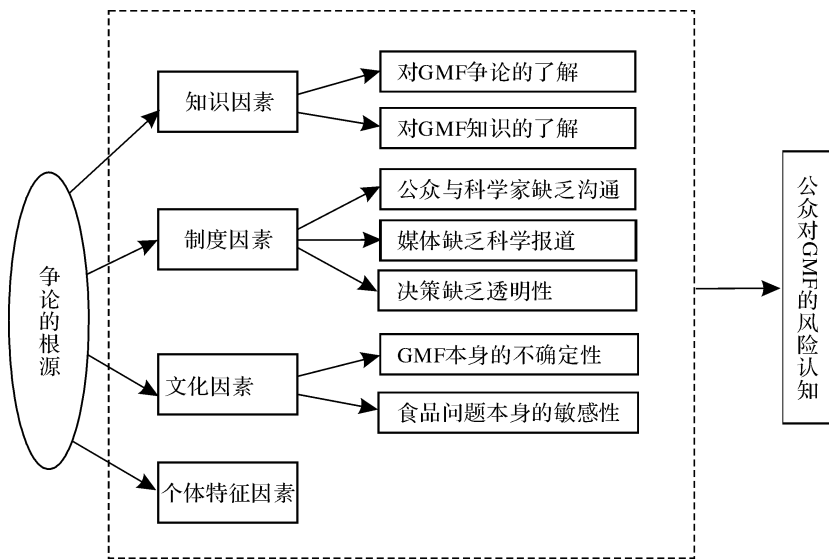 争论的根源
知识因素
对GMF争论的了解
对GMF知识的了解
制度因素
公众与科学家缺乏沟通
媒体缺乏科学报道
决策缺乏透明性
文化因素
GMF本身的不确定性
食品问题本身的敏感性
个体特征因素
公众对GMF的风险认知